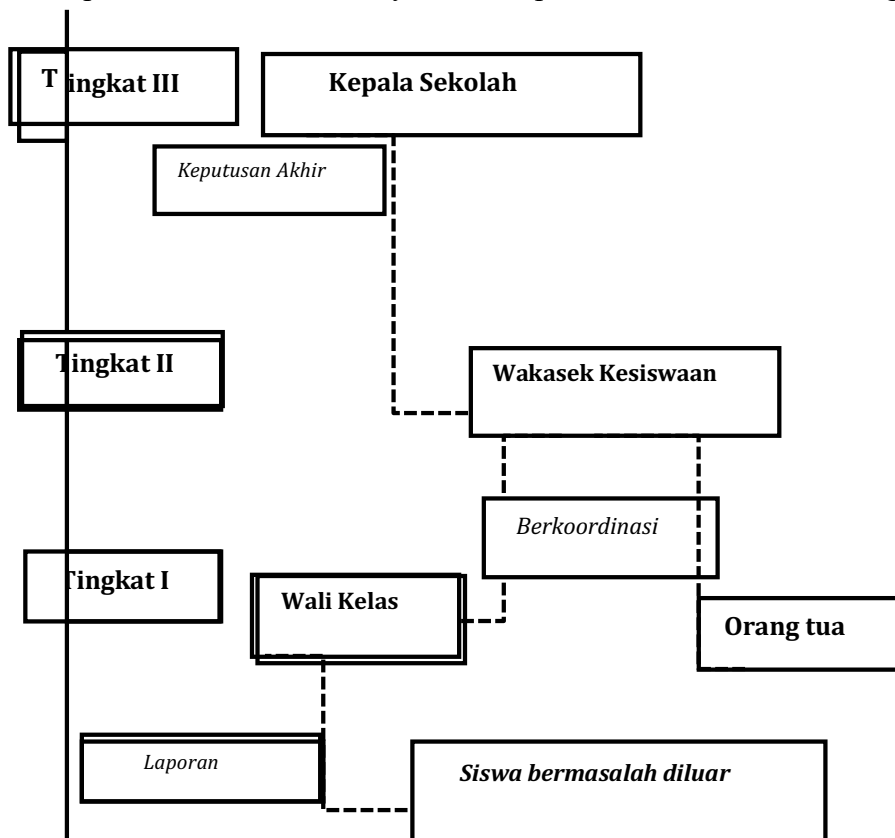 Tingkat III
Kepala Sekolah
Keputusan Akhir
Tingkat II
Wakasek Kesiswaan
Berkoordinasi
Tingkat I
Wali Kelas
Orang tua
Laporan
Siswa bermasalah diluar